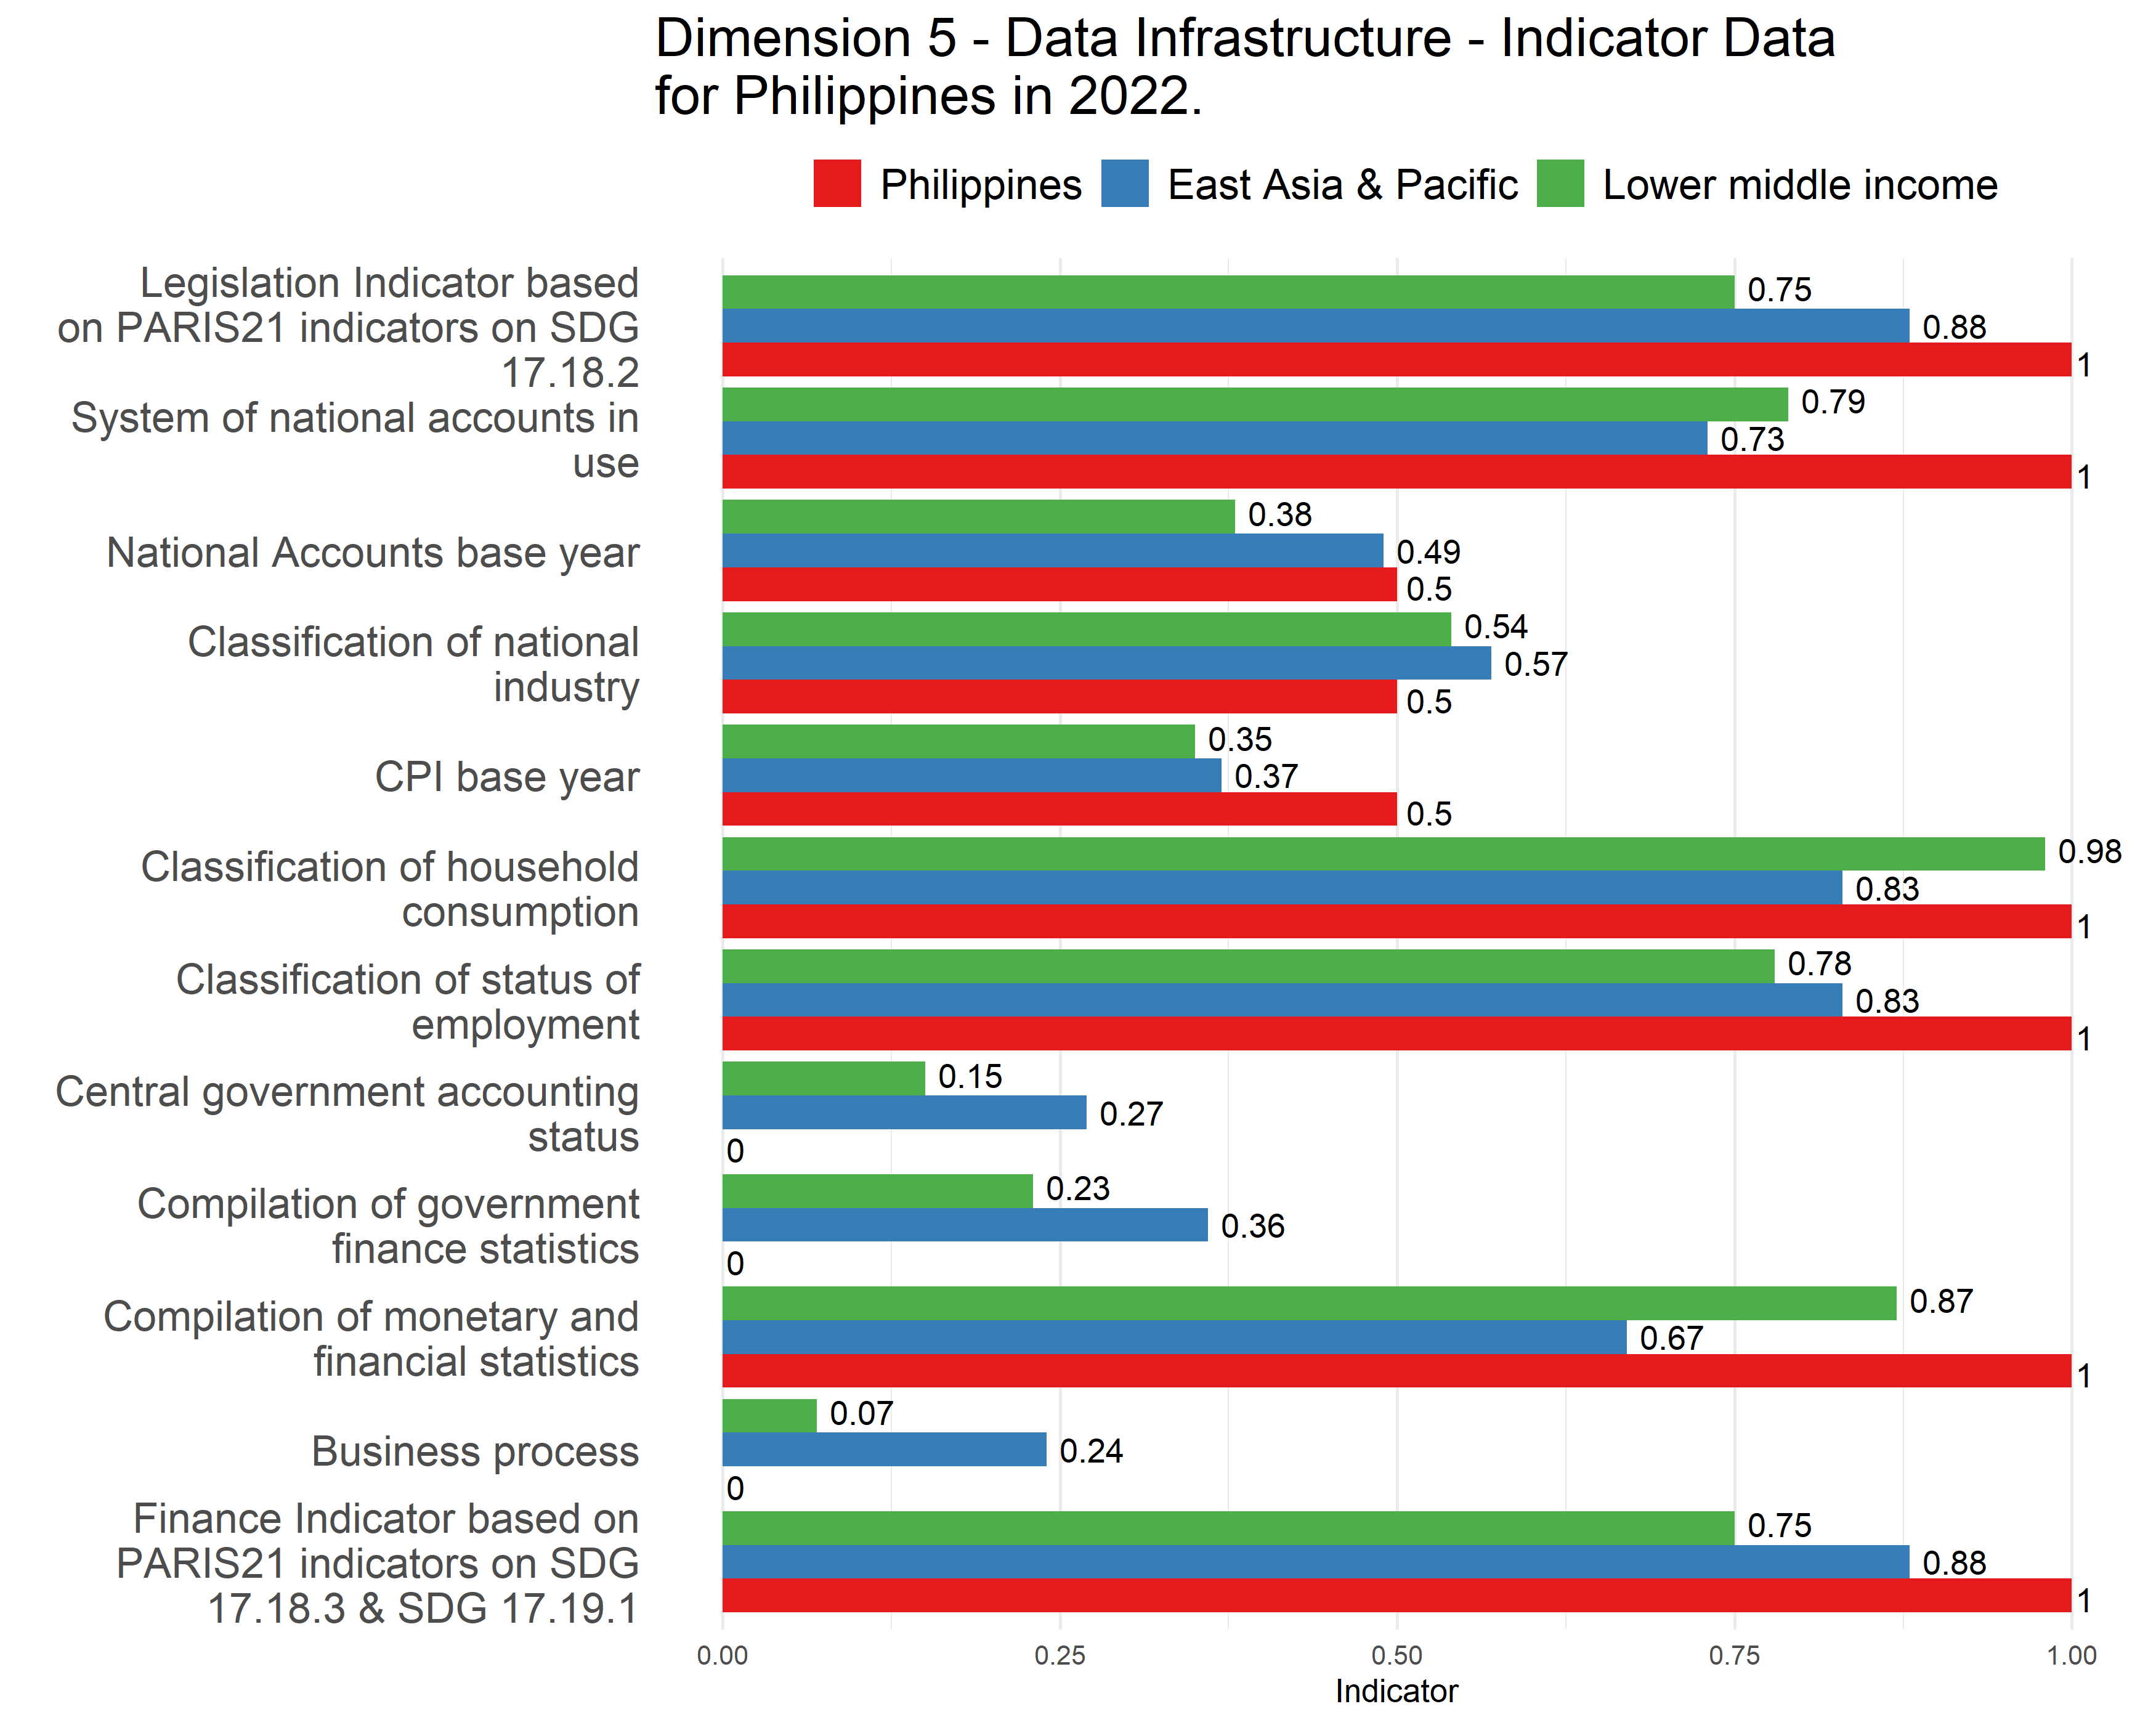 Dimension 5 - Data Infrastructure - Indicator Data
for Philippines in 2022.
Philippines
East Asia & Pacific
Lower middle income
Legislation Indicator based
on PARIS21 indicators on SDG
17.18.2
0.75
0.88
1
System of national accounts in
use
0.79
0.73
1
National Accounts base year
0.38
0.49
0.5
Classification of national
industry
0.54
0.57
0.5
CPI base year
0.35
0.37
0.5
Classification of household
consumption
0.98
0.83
1
Classification of status of
employment
0.78
0.83
1
Central government accounting
status
0.15
0.27
0
Compilation of government
finance statistics
0.23
0.36
0
Compilation of monetary and
financial statistics
0.87
0.67
1
Business process
0.07
0.24
0
Finance Indicator based on
PARIS21 indicators on SDG
17.18.3 & SDG 17.19.1
0.75
0.88
1
0.00
0.25
0.50
0.75
1.00
Indicator